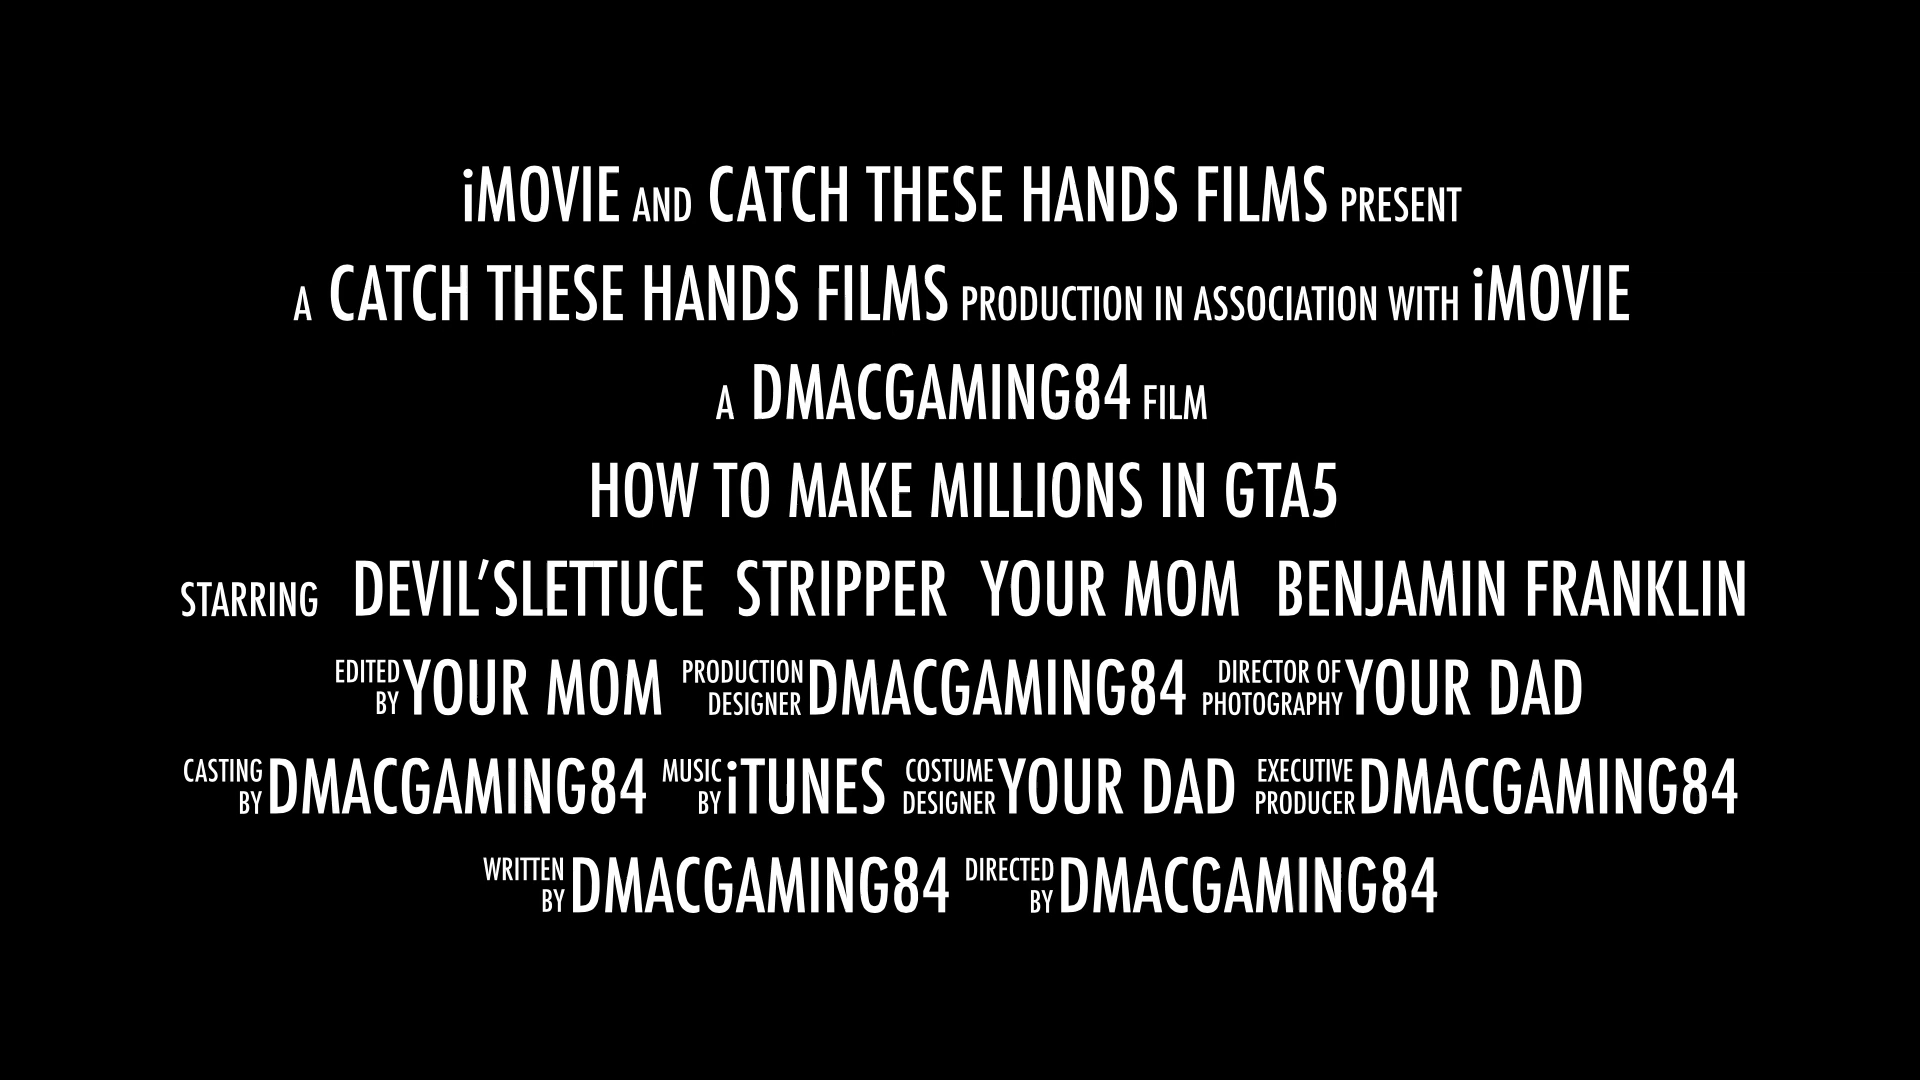 iMOVIE AND CATCH THESE HANDS FILMS PRESENT
A CATCH THESE HANDS FILMS PRODUCTION IN ASSOCIATION WITH iMOVIE
A DMACGAMING84 FILM
HOW TO MAKE MILLIONS IN GTA5
STARRING DEVIL’SLETTUCE STRIPPER YOUR MOM BENJAMIN FRANKLIN
EDITED BY YOUR MOM PRODUCTION DESIGNER DMACGAMING84 DIRECTOR OF PHOTOGRAPHY YOUR DAD
CASTING BY DMACGAMING84 MUSIC BY iTUNES COSTUME DESIGNER YOUR DAD EXECUTIVE PRODUCER DMACGAMING84
WRITTEN BY DMACGAMING84 DIRECTED BY DMACGAMING84